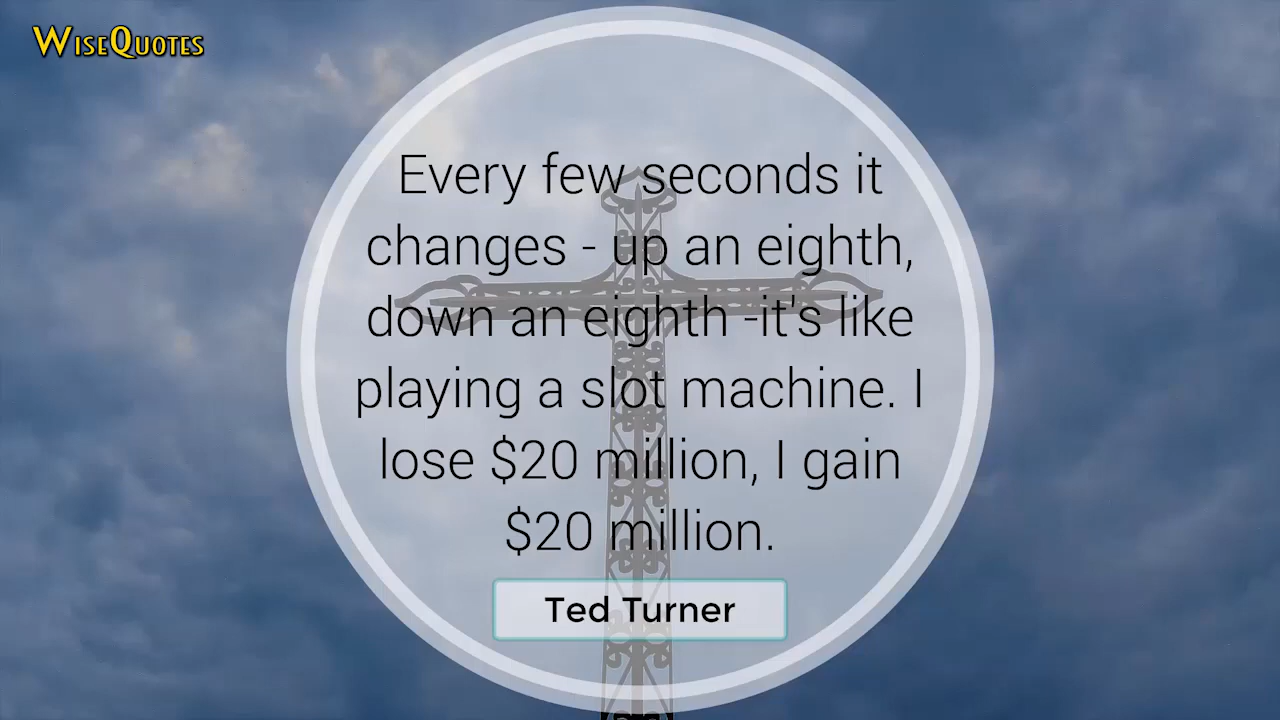 WiseQuotes
Every few seconds it
changes - up an eighth,
down an eighth -it's like
playing a slot machine. I
lose $20 million, I gain
$20 million.
Ted Turner